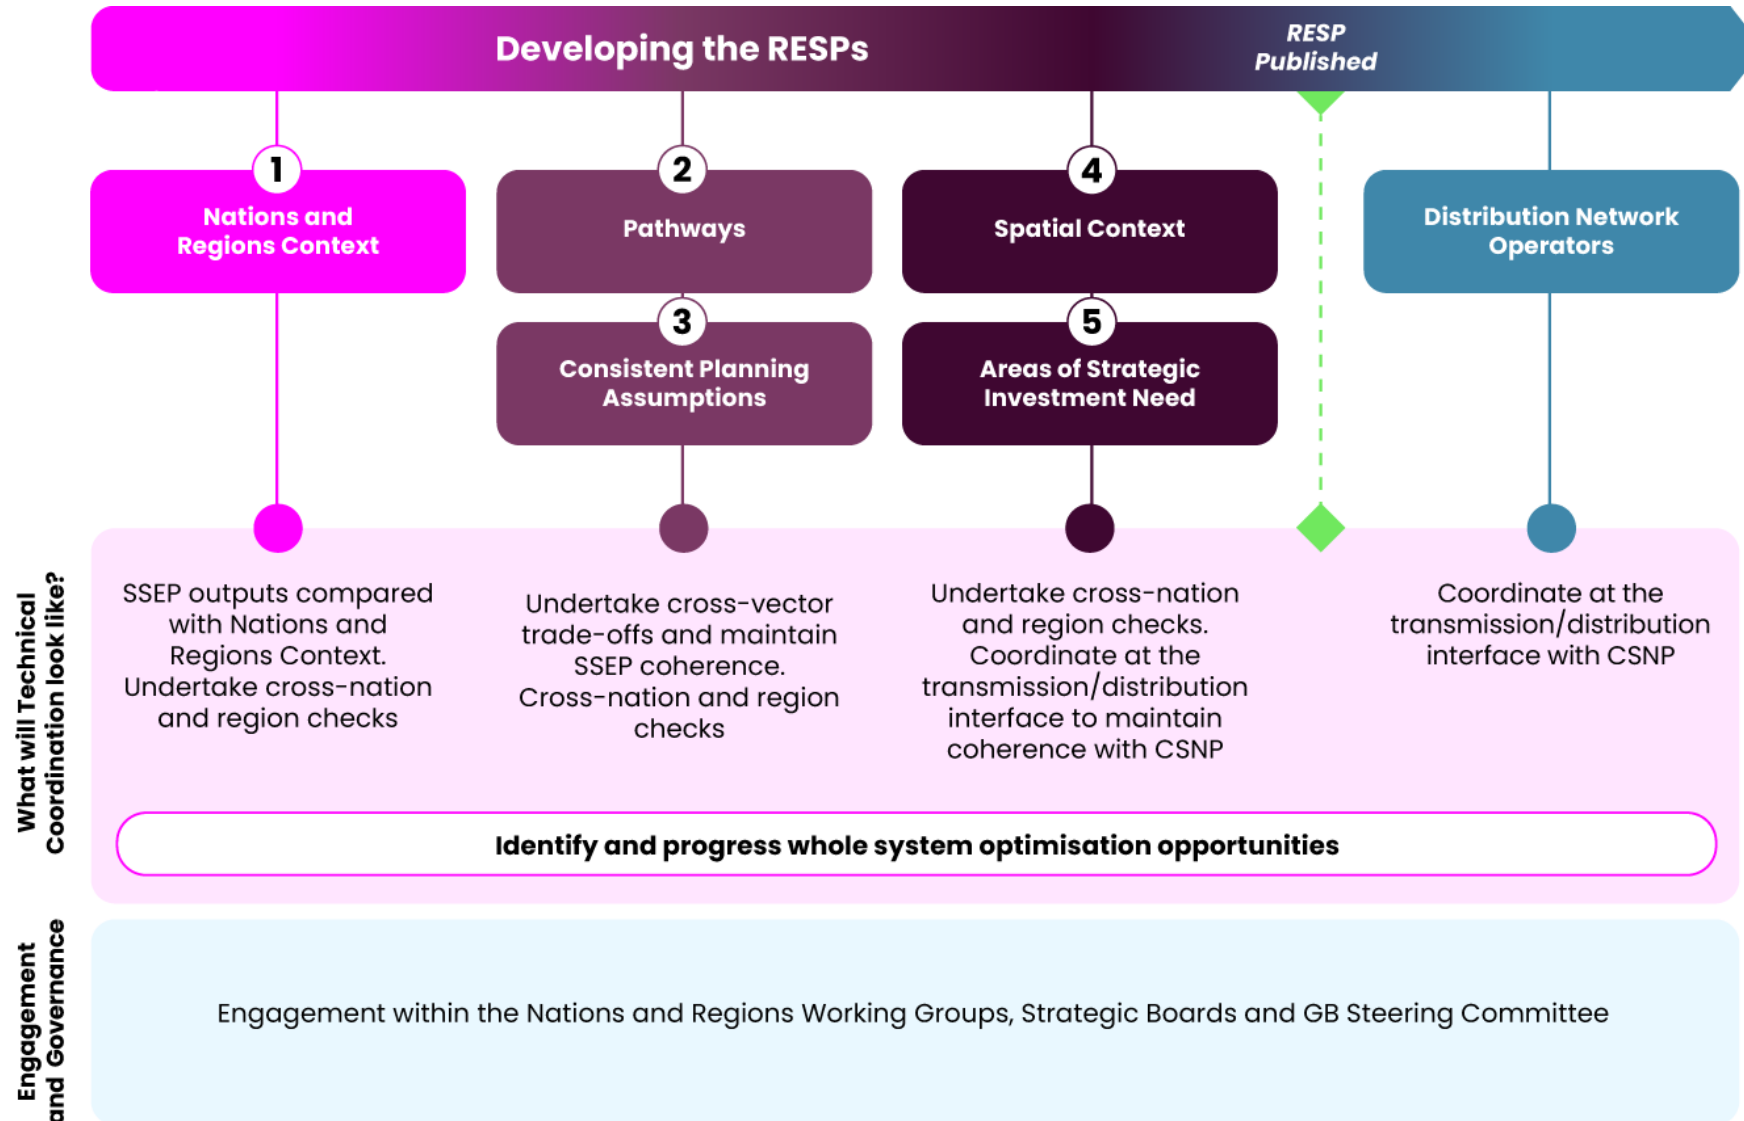 Developing the RESPs
RESP
Published
1
Nations and
Regions Context
2
Pathways
3
Consistent Planning
Assumptions
4
Spatial Context
5
Areas of Strategic
Investment Need
Distribution Network
Operators
What will Technical
Coordination look like?
SSEP outputs compared
with Nations and
Regions Context.
Undertake cross-nation
and region checks
Undertake cross-vector
trade-offs and maintain
SSEP coherence.
Cross-nation and region
checks
Undertake cross-nation
and region checks.
Coordinate at the
transmission/distribution
interface to maintain
coherence with CSNP
Coordinate at the
transmission/distribution
interface with CSNP
Identify and progress whole system optimisation opportunities
Engagement
and Governance
Engagement within the Nations and Regions Working Groups, Strategic Boards and GB Steering Committee